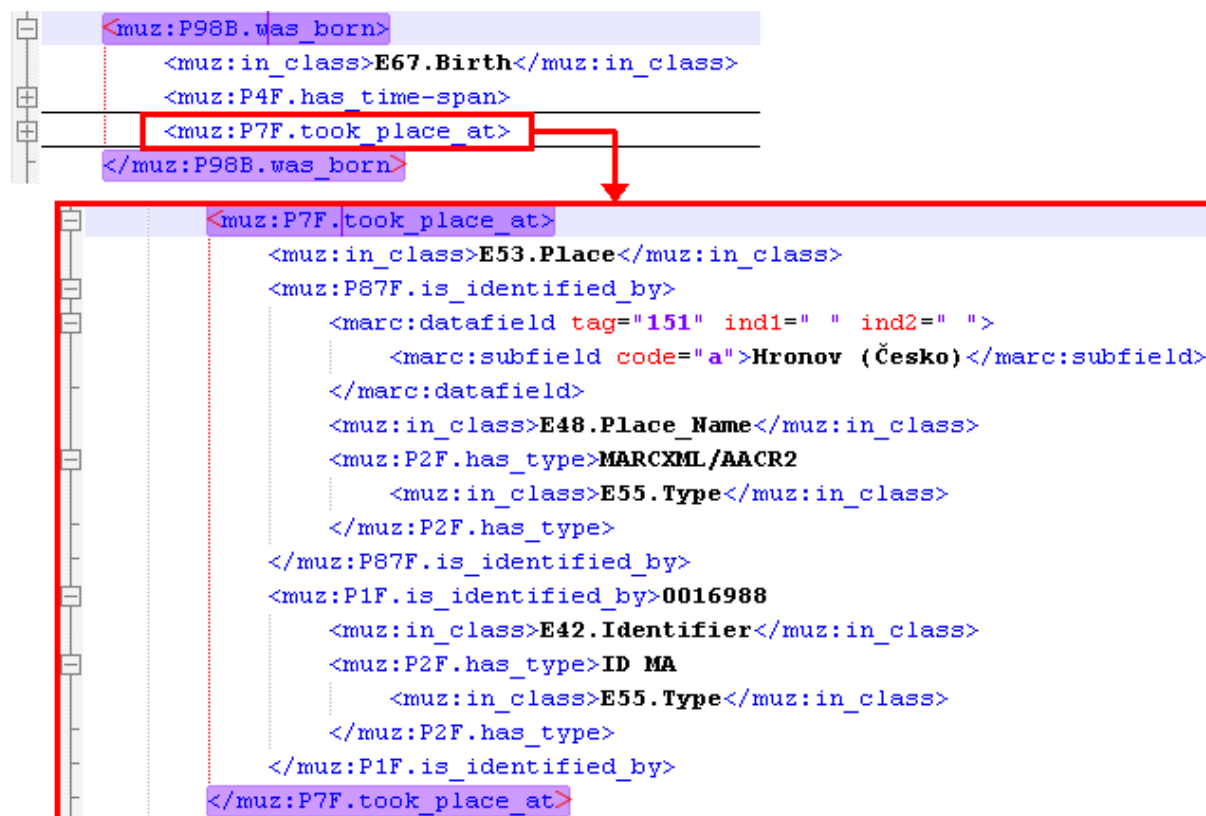 <muz:P98B.was_born>
<muz:in_class>E67.Birth</muz:in_class>
<muz:P4F.has_time-span>
<muz:P7F.took_place_at>
</muz:P98B.was_born>
<muz:P7F.took_place_at>
<muz:in_class>E53.Place</muz:in_class>
<muz:P87F.is_identified_by>
<marc:datafield tag="151" ind1=" " ind2=" ">
<marc:subfield code="a">Hronov (Česko)</marc:subfield>
</marc:datafield>
<muz:in_class>E48.Place_Name</muz:in_class>
<muz:P2F.has_type>MARCXML/AACR2
<muz:in_class>E55.Type</muz:in_class>
</muz:P2F.has_type>
</muz:P87F.is_identified_by>
<muz:P1F.is_identified_by>0016988
<muz:in_class>E42.Identifier</muz:in_class>
<muz:P2F.has_type>ID MA
<muz:in_class>E55.Type</muz:in_class>
</muz:P2F.has_type>
</muz:P1F.is_identified_by>
</muz:P7F.took_place_at>